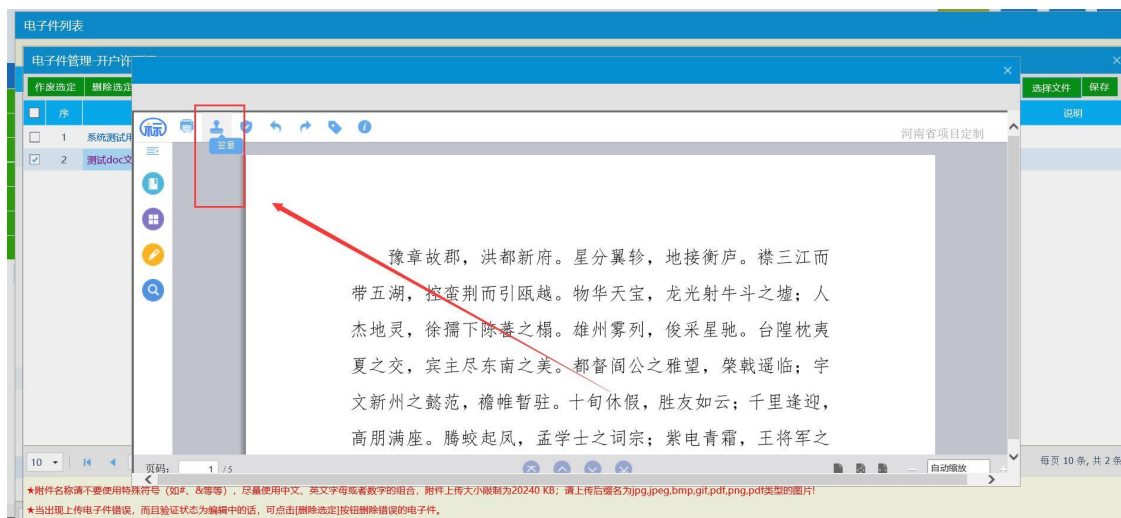 电子件列表
电子件管理-开户许
作废选定 删除选定
选择文件 保存
序
说明
1 系统测试用
2 测试doc文
标
签章
河南省项目定制
豫章故郡，洪都新府。星分翼轸，地接衡庐。襟三江而
带五湖，控蛮荆而引瓯越。物华天宝，龙光射牛斗之墟；人
杰地灵，徐孺下陈蕃之榻。雄州雾列，俊采星驰。台隍枕夷
夏之交，宾主尽东南之美。都督阎公之雅望，棨戟遥临；宇
文新州之懿范，襜帷暂驻。十旬休假，胜友如云；千里逢迎，
高朋满座。腾蛟起凤，孟学士之词宗；紫电青霜，王将军之
10
页码： 1 /5
自动缩放
每页 10 条, 共 2 条
★附件名称请不要使用特殊符号（如#、&等等），尽量使用中文、英文字母或者数字的组合，附件上传大小限制为20240 KB；请上传后缀名为jpg,jpeg,bmp,gif,pdf,png,pdf类型的图片!
★当出现上传电子件错误，而且验证状态为编辑中的话，可点击[删除选定]按钮删除错误的电子件。